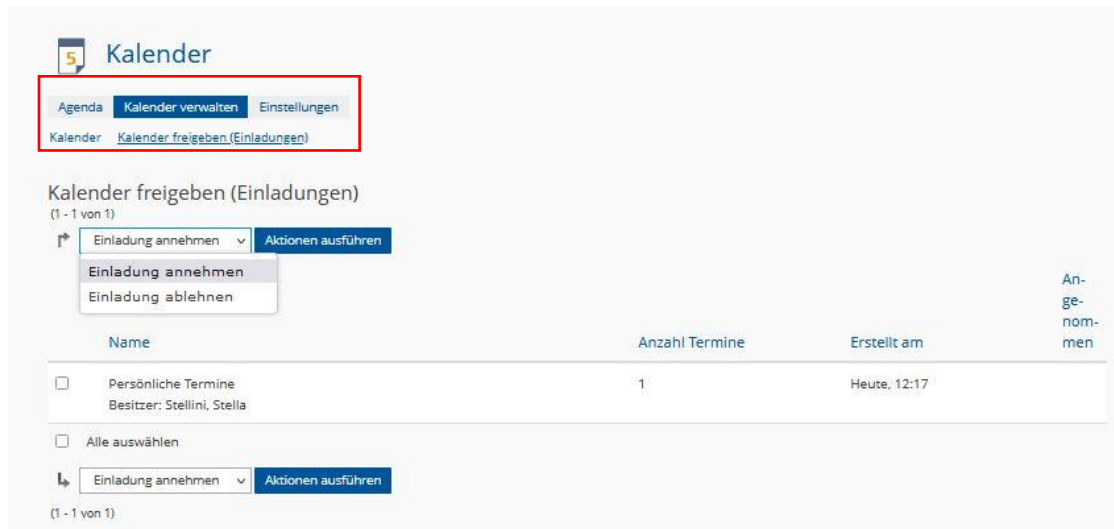 5
Kalender
Agenda Kalender verwalten Einstellungen
Kalender Kalender freigeben (Einladungen)
Kalender freigeben (Einladungen)
(1 - 1 von 1)
Einladung annehmen Aktionen ausführen
Einladung annehmen
Einladung ablehnen
Name Anzahl Termine Erstellt am An-
ge-
nom-
men
Persönliche Termine 1 Heute, 12:17
Besitzer: Stellini, Stella
Alle auswählen
Einladung annehmen Aktionen ausführen
(1 - 1 von 1)